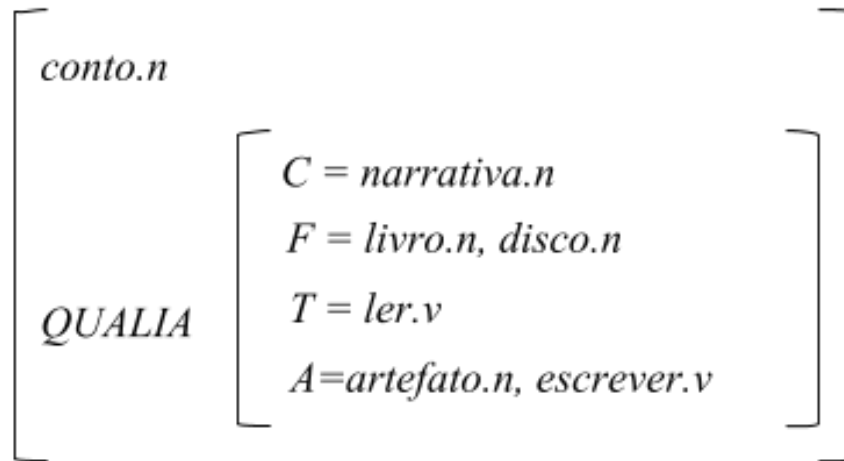 conto.n
C = narrativa.n
F = livro.n, disco.n
T = ler.v
QUALIA
A=artefato.n, escrever.v